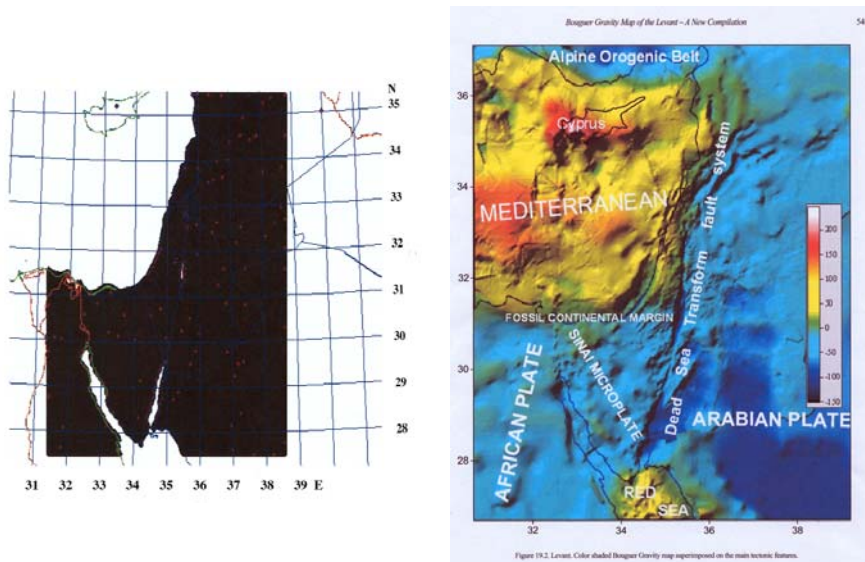 N
35
34
33
32
31
30
29
28
31 32 33 34 35 36 37 38 39 E
Bouguer Gravity Map of the Levant – A New Compilation 54
Alpine Orogenic Belt
Cyprus
MEDITERRANEAN
Dead Sea Transform fault system
FOSSIL CONTINENTAL MARGIN
SINAI MICROPLATE
AFRICAN PLATE
ARABIAN PLATE
RED
SEA
36
34
32
30
28
32 34 36 38
200
150
100
50
0
-50
-100
-150
Figure 19.2. Levant. Color shaded Bouguer Gravity map superimposed on the main tectonic features.